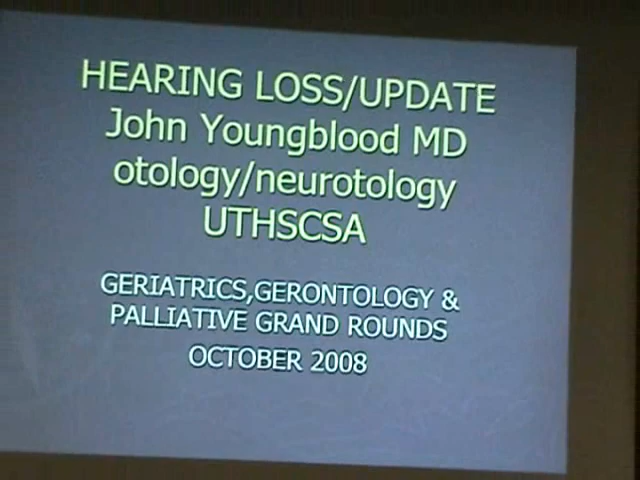 HEARING LOSS/UPDATE
John Youngblood MD
otology/neurotology
UTHSCSA
GERIATRICS,GERONTOLOGY &
PALLIATIVE GRAND ROUNDS
OCTOBER 2008